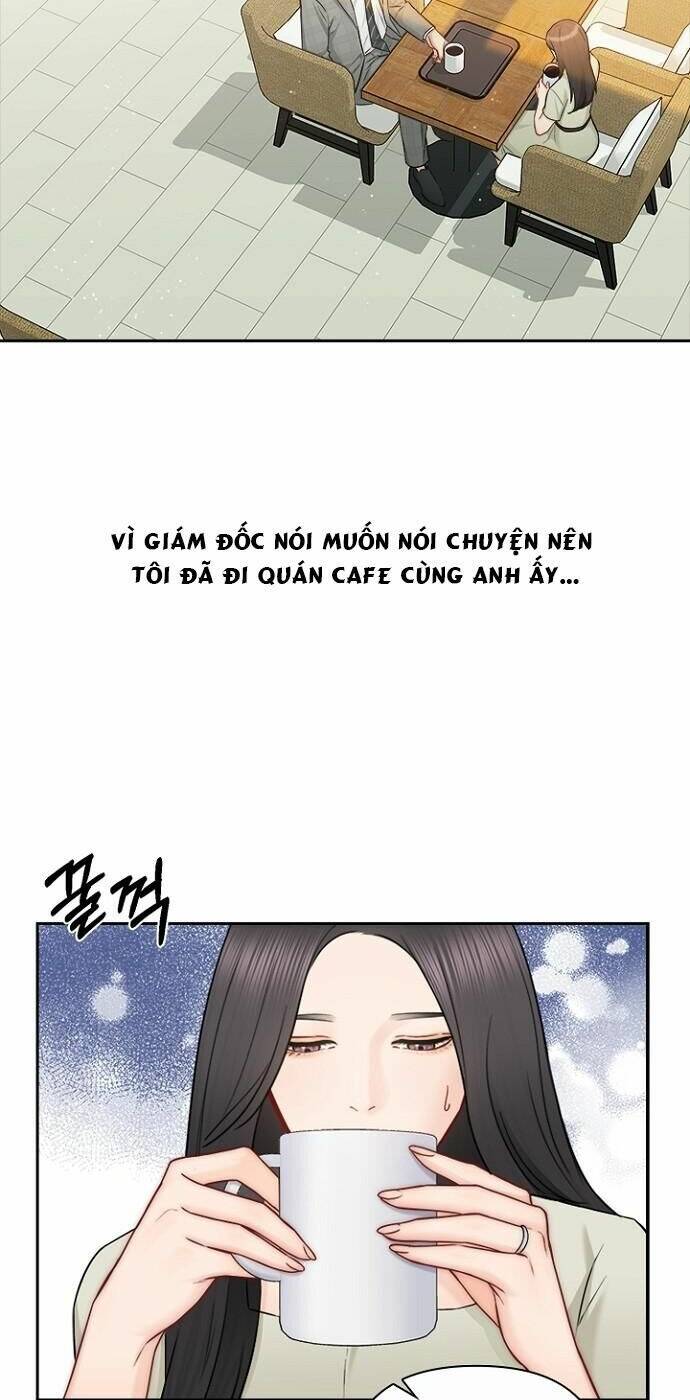 VÌ GIÁM ĐỐC NÓI MUỐN NÓI CHUYỆN NÊN
TÔI ĐÃ ĐI QUÁN CAFE CÙNG ANH ẤY...
꿀꺽